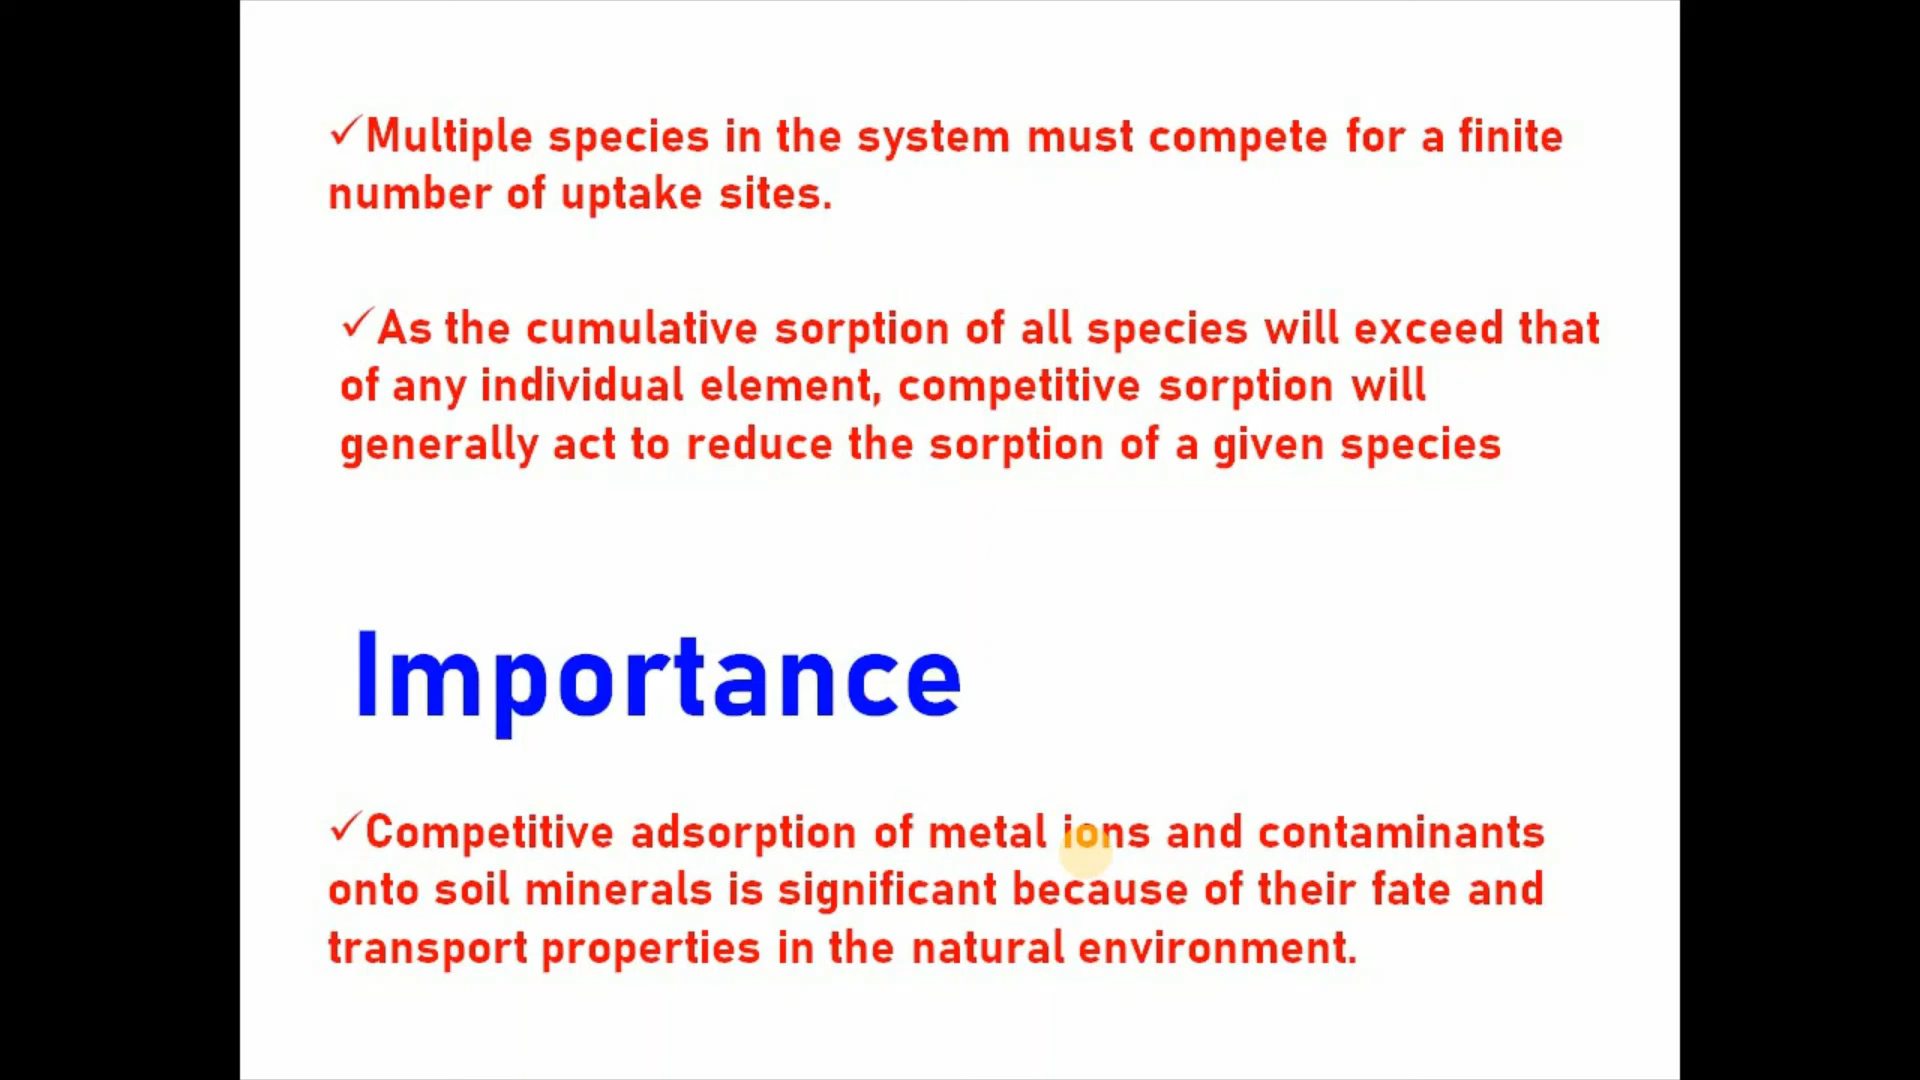 ✓Multiple species in the system must compete for a finite
number of uptake sites.
✓As the cumulative sorption of all species will exceed that
of any individual element, competitive sorption will
generally act to reduce the sorption of a given species
Importance
✓Competitive adsorption of metal ions and contaminants
onto soil minerals is significant because of their fate and
transport properties in the natural environment.